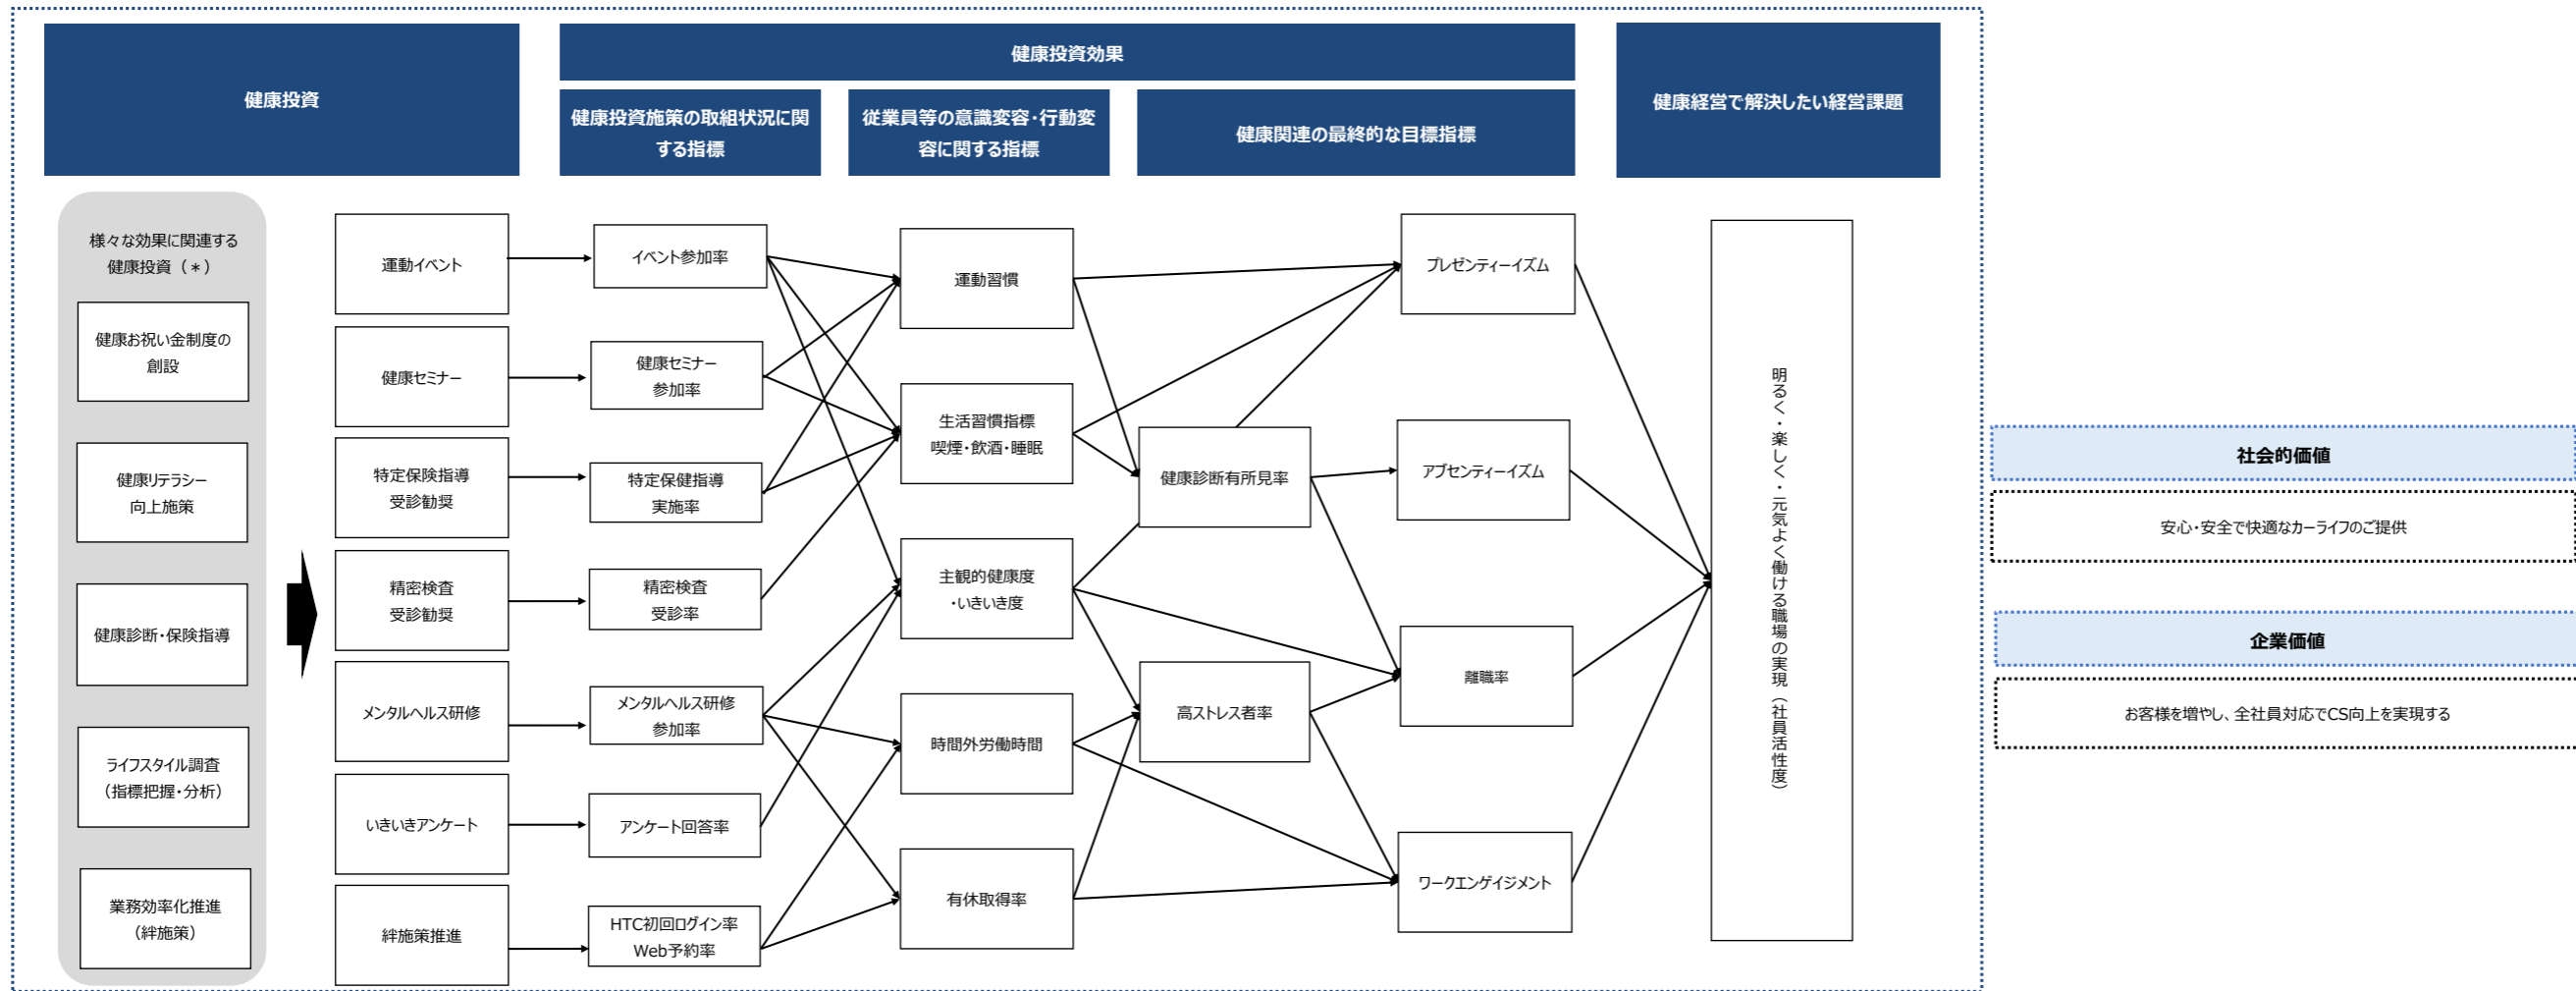 健康投資
健康投資効果
健康経営で解決したい経営課題
健康投資施策の取組状況に関
する指標
従業員等の意識変容・行動変
容に関する指標
健康関連の最終的な目標指標
様々な効果に関連する
健康投資（＊）
健康お祝い金制度の
創設
健康リテラシー
向上施策
健康診断・保険指導
ライフスタイル調査
（指標把握・分析）
業務効率化推進
（絆施策）
運動イベント
健康セミナー
特定保険指導
受診勧奨
精密検査
受診勧奨
メンタルヘルス研修
いきいきアンケート
絆施策推進
イベント参加率
健康セミナー
参加率
特定保健指導
実施率
精密検査
受診率
メンタルヘルス研修
参加率
アンケート回答率
HTC初回ログイン率
Web予約率
運動習慣
生活習慣指標
喫煙・飲酒・睡眠
主観的健康度
・いきいき度
時間外労働時間
有休取得率
健康診断有所見率
高ストレス者率
プレゼンティーイズム
アブセンティーイズム
離職率
ワークエンゲイジメント
明るく・楽しく・元気よく働ける職場の実現（社員活性度）
社会的価値
安心・安全で快適なカーライフのご提供
企業価値
お客様を増やし、全社員対応でCS向上を実現する